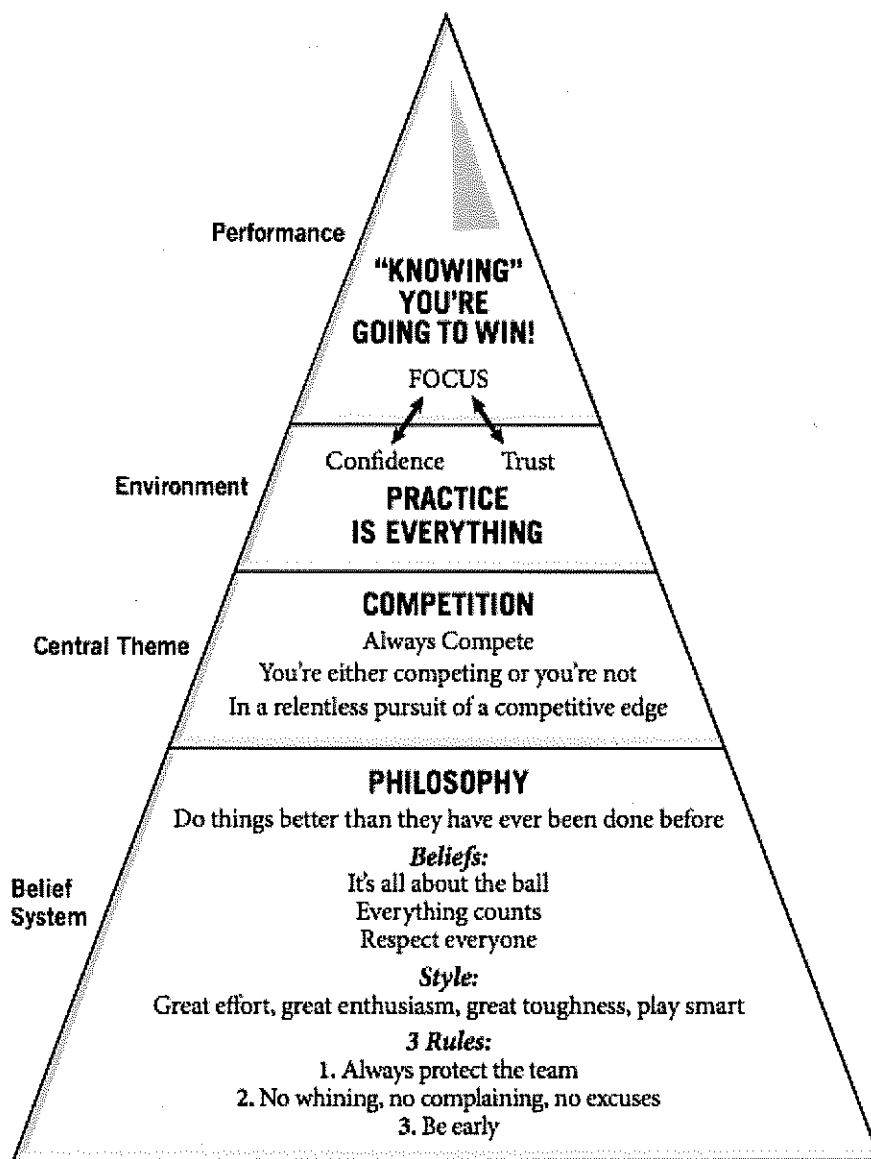 Performance
“KNOWING”
YOU'RE
GOING TO WIN!
FOCUS
Confidence Trust
Environment
PRACTICE
IS EVERYTHING
COMPETITION
Central Theme
Always Compete
You're either competing or you're not
In a relentless pursuit of a competitive edge
PHILOSOPHY
Do things better than they have ever been done before
Beliefs:
It's all about the ball
Belief
System
Everything counts
Respect everyone
Style:
Great effort, great enthusiasm, great toughness, play smart
3 Rules:
1. Always protect the team
2. No whining, no complaining, no excuses
3. Be early